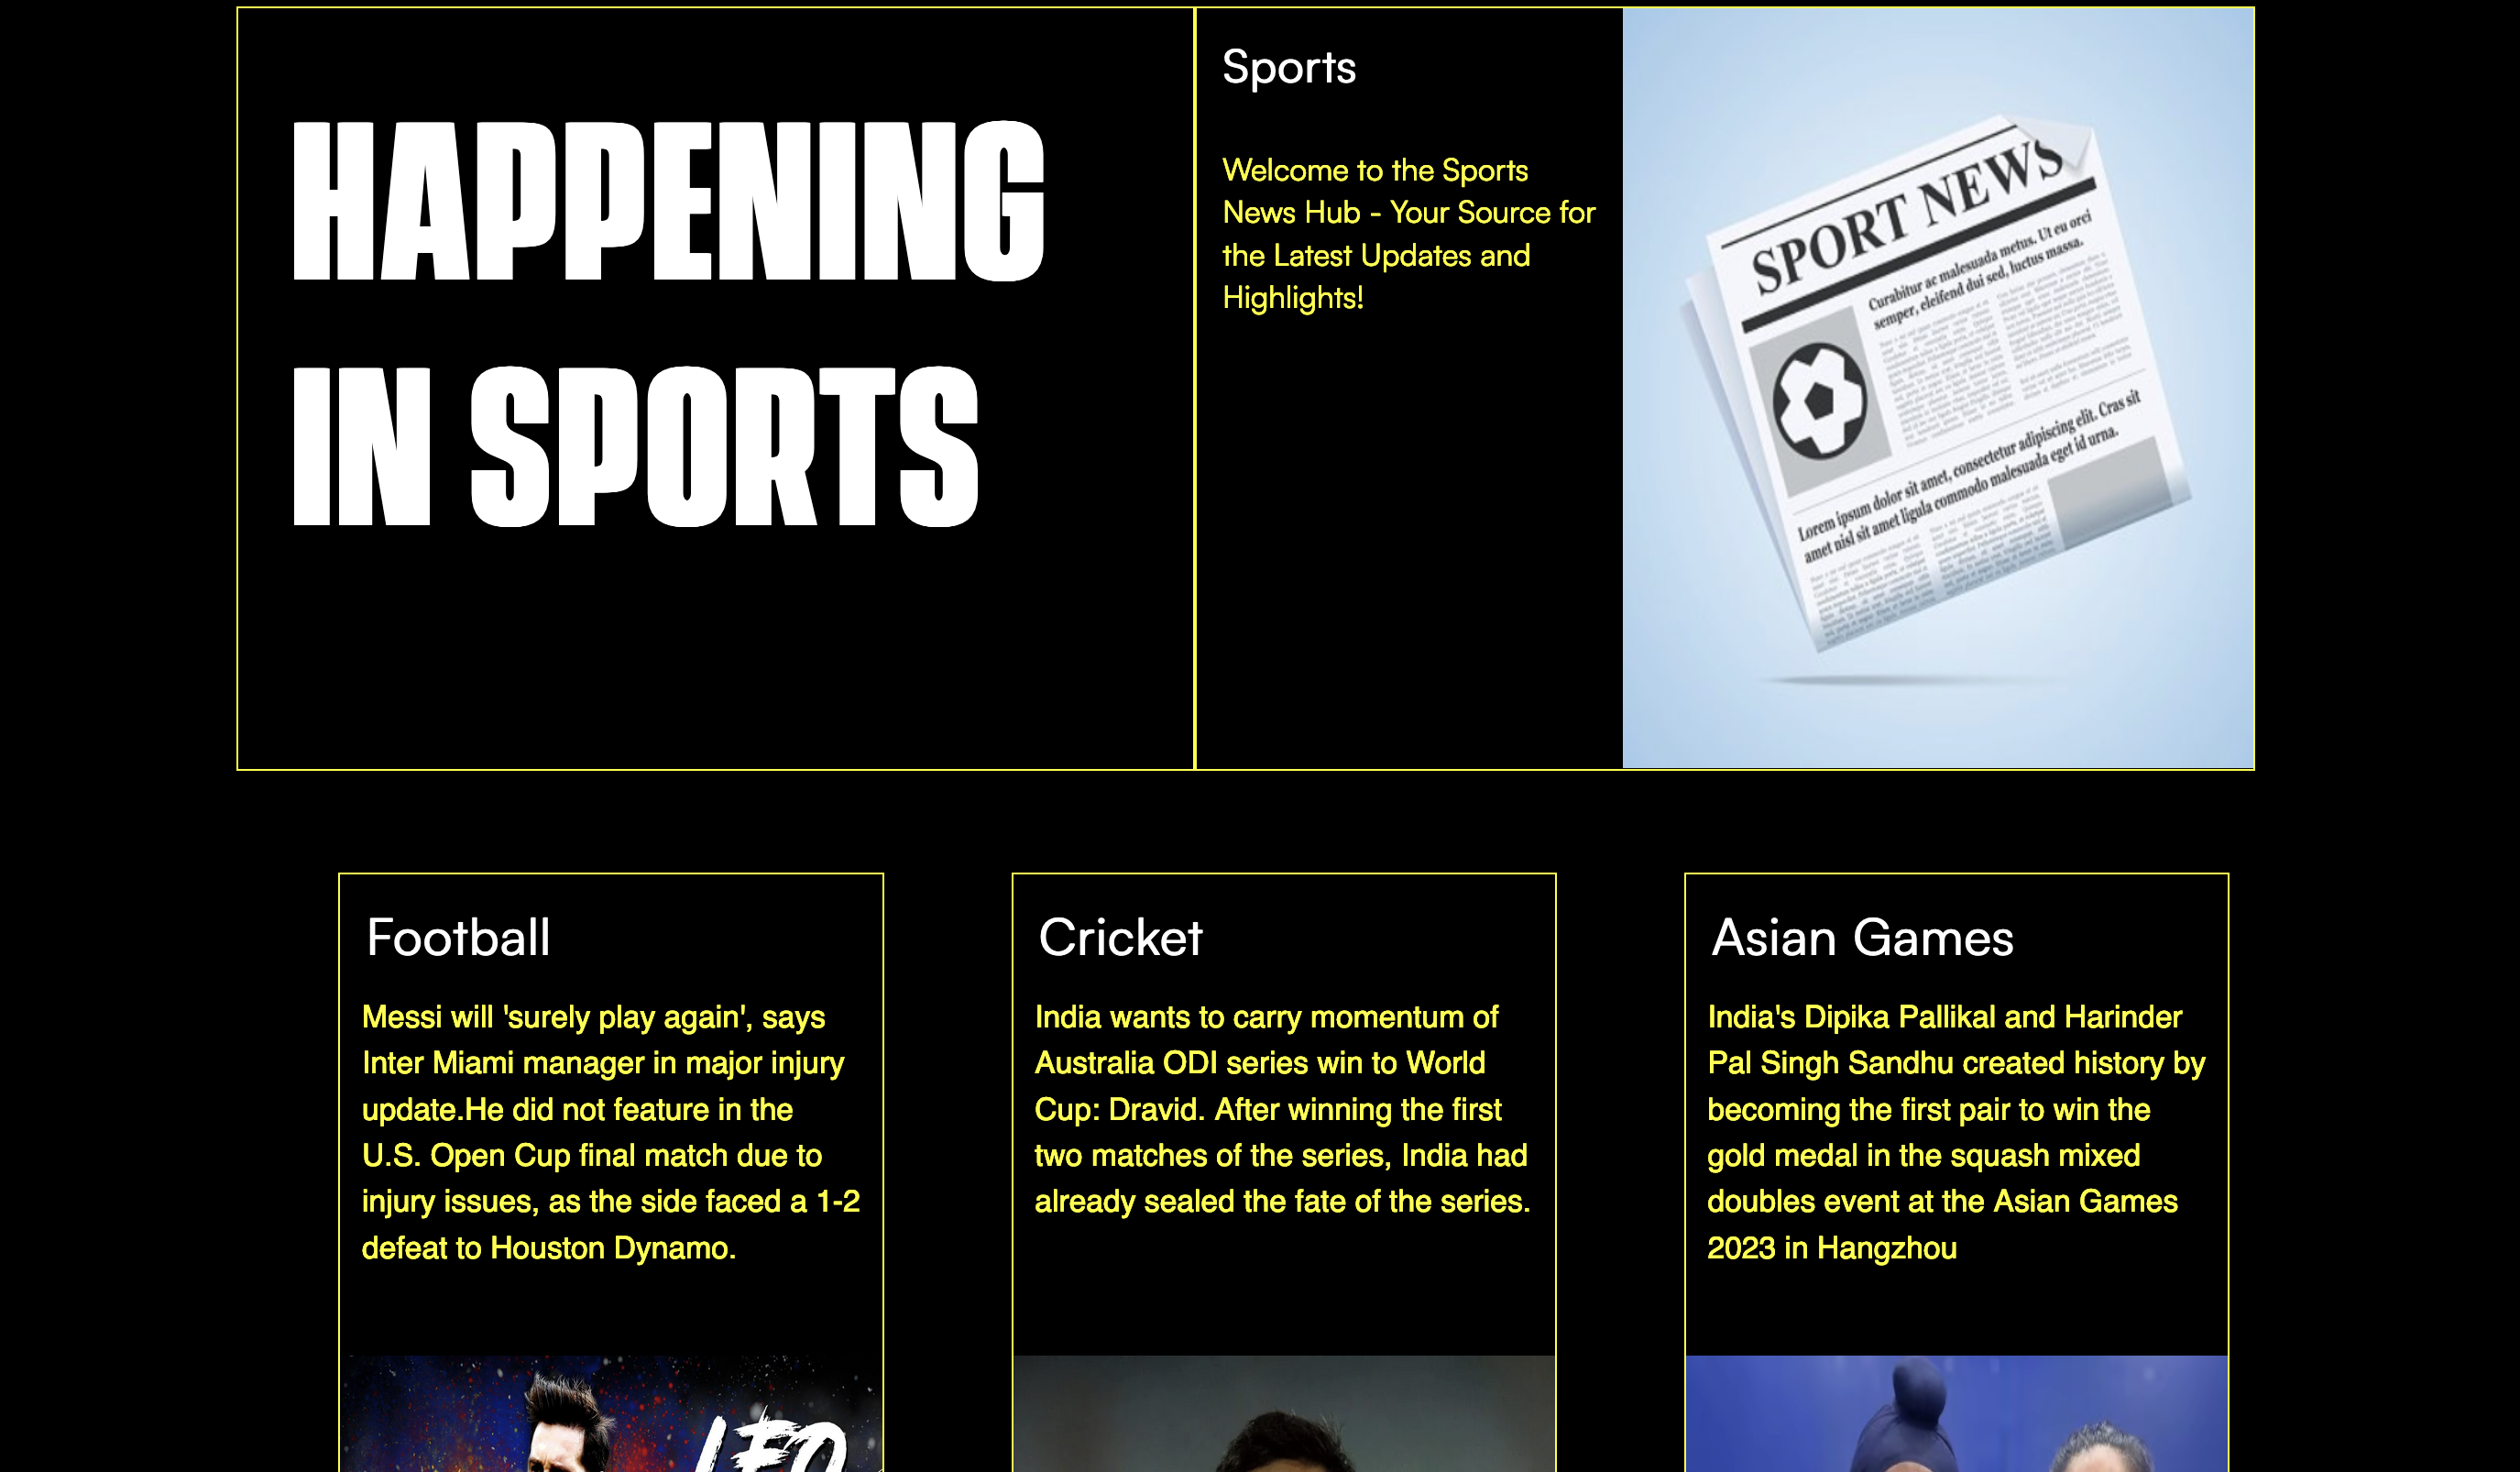 HAPPENING
IN SPORTS
Sports
Welcome to the Sports
News Hub - Your Source for
the Latest Updates and
Highlights!
SPORT NEWS
Curabitur ac malesuada metus. Ut eu orci
semper, eleifend dui sed, luctus massa.
Lorem ipsum dolor sit amet, consectetur adipiscing elit. Cras sit
amet nisl sit amet ligula commodo malesuada eget id urna.
Football
Messi will 'surely play again', says
Inter Miami manager in major injury
update.He did not feature in the
U.S. Open Cup final match due to
injury issues, as the side faced a 1-2
defeat to Houston Dynamo.
Cricket
India wants to carry momentum of
Australia ODI series win to World
Cup: Dravid. After winning the first
two matches of the series, India had
already sealed the fate of the series.
Asian Games
India's Dipika Pallikal and Harinder
Pal Singh Sandhu created history by
becoming the first pair to win the
gold medal in the squash mixed
doubles event at the Asian Games
2023 in Hangzhou
LEO